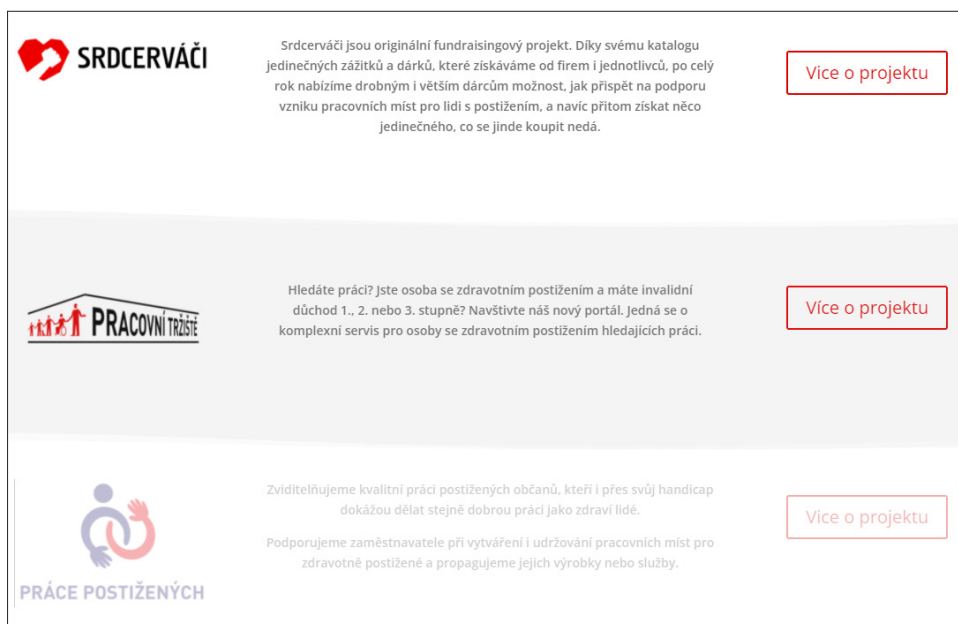 SRDCERVÁČI
Srdcerváči jsou originální fundraisingový projekt. Díky svému katalogu
jedinečných zážitků a dárků, které získáváme od firem i jednotlivců, po celý
rok nabízíme drobným i větším dárcům možnost, jak přispět na podporu
vzniku pracovních míst pro lidi s postižením, a navíc přitom získat něco
jedinečného, co se jinde koupit nedá.
Vice o projektu
PRACOVNÍ TRŽIŠTĚ
Hledáte práci? Jste osoba se zdravotním postižením a máte invalidní
důchod 1., 2. nebo 3. stupně? Navštivte náš nový portál. Jedná se o
komplexní servis pro osoby se zdravotním postižením hledajících práci.
Více o projektu
PRÁCE POSTIŽENÝCH
Zviditelňujeme kvalitní práci postižených občanů, kteří i přes svůj handicap
dokážou dělat stejně dobrou práci jako zdraví lidé.
Podporujeme zaměstnavatele při vytváření i udržování pracovních míst pro
zdravotně postižené a propagujeme jejich výrobky nebo služby.
Vice o projektu